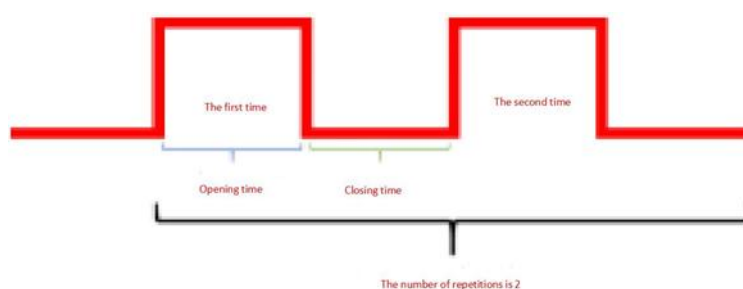 The first time
The second time
Opening time
Closing time
The number of repetitions is 2